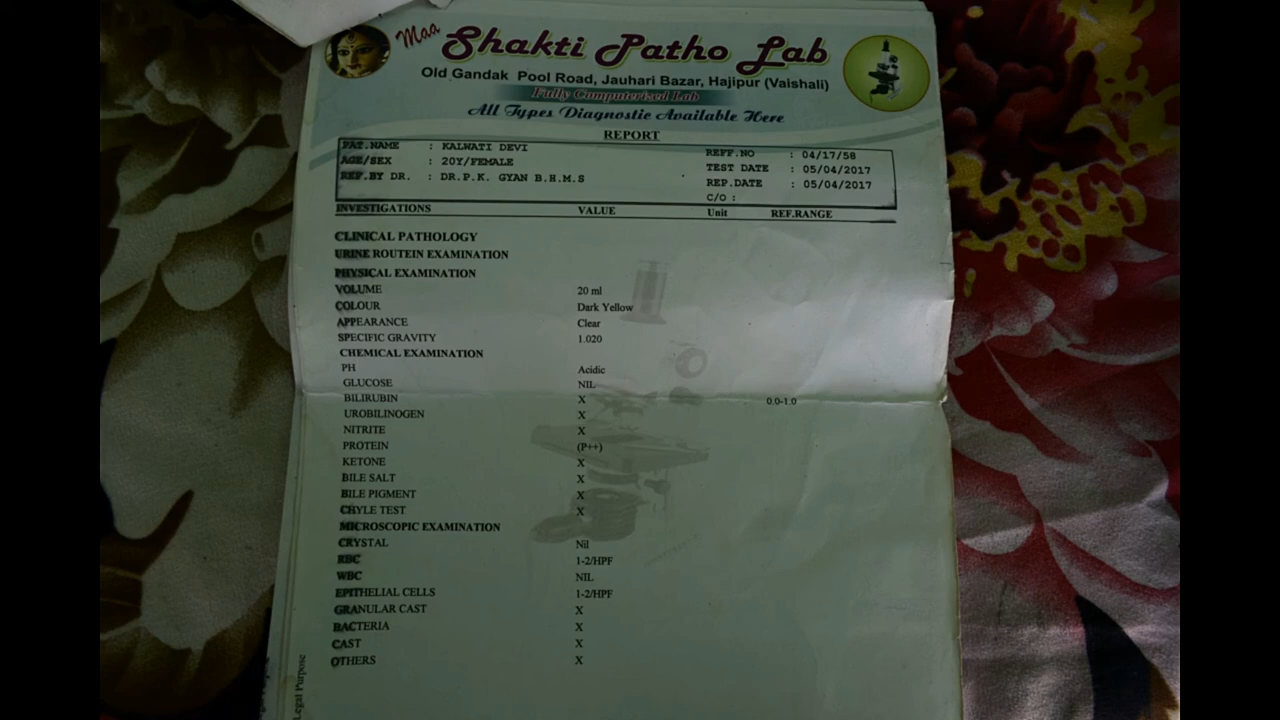 Maa Shakti Patho Lab
Old Gandak Pool Road, Jauhari Bazar, Hajipur (Vaishali)
Fully Computerized Lab
All Types Diagnostic Available Here
REPORT
PAT.NAME : KALWATI DEVI REFF.NO : 04/17/58
AGE/SEX : 20Y/FEMALE TEST DATE : 05/04/2017
REF.BY DR. : DR.P.K. GYAN B.H.M.S REP.DATE : 05/04/2017
C/O :
INVESTIGATIONS VALUE Unit REF.RANGE
CLINICAL PATHOLOGY
URINE ROUTEIN EXAMINATION
PHYSICAL EXAMINATION
VOLUME 20 ml
COLOUR Dark Yellow
APPEARANCE Clear
SPECIFIC GRAVITY 1.020
CHEMICAL EXAMINATION
PH Acidic
GLUCOSE NIL
BILIRUBIN X 0.0-1.0
UROBILINOGEN X
NITRITE X
PROTEIN (P++)
KETONE X
BILE SALT X
BILE PIGMENT X
CHYLE TEST X
MICROSCOPIC EXAMINATION
CRYSTAL Nil
RBC 1-2/HPF
WBC NIL
EPITHELIAL CELLS 1-2/HPF
GRANULAR CAST X
BACTERIA X
CAST X
OTHERS X
Legal Purpose